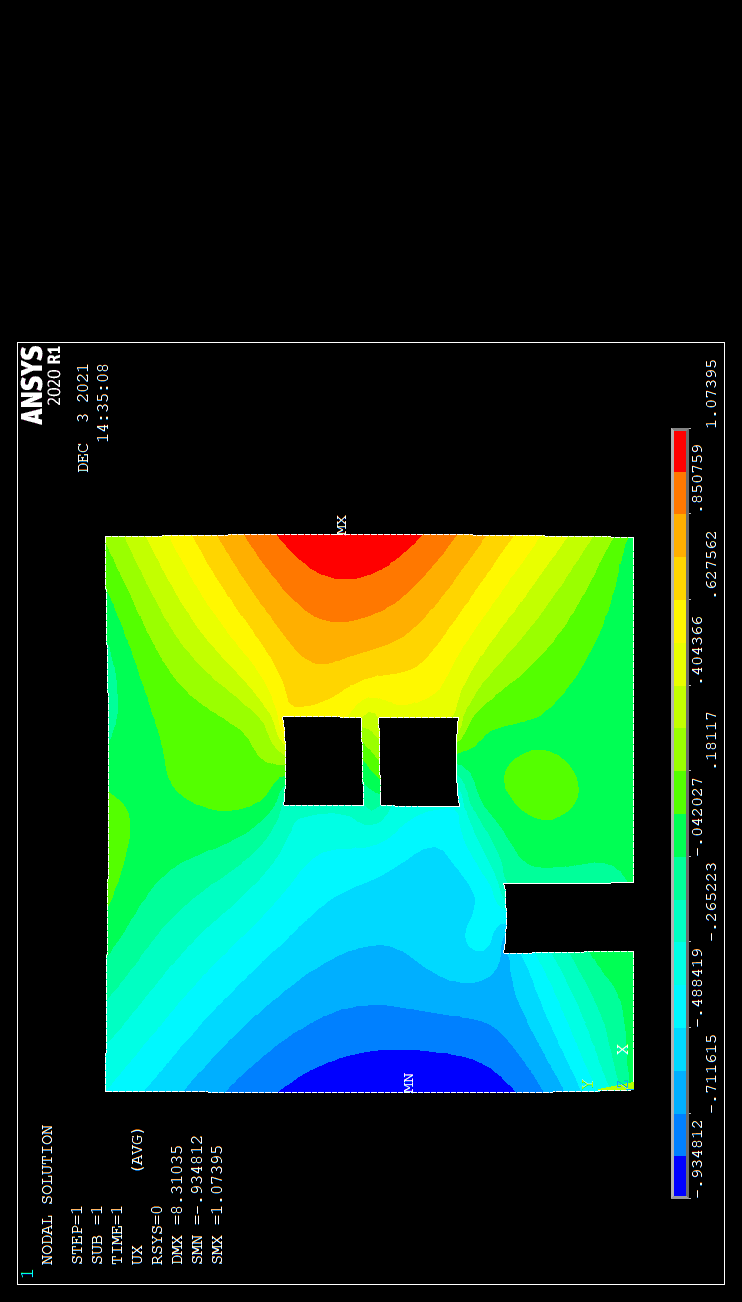 1
NODAL SOLUTION
STEP=1
SUB =1
TIME=1
UX (AVG)
RSYS=0
DMX =8.31035
SMN =-.934812
SMX =1.07395
ANSYS
2020 R1
DEC 3 2021
14:35:08
MX
MN
Y
Z X
-.934812 -.711615 -.488419 -.265223 -.042027 .18117 .404366 .627562 .850759 1.07395